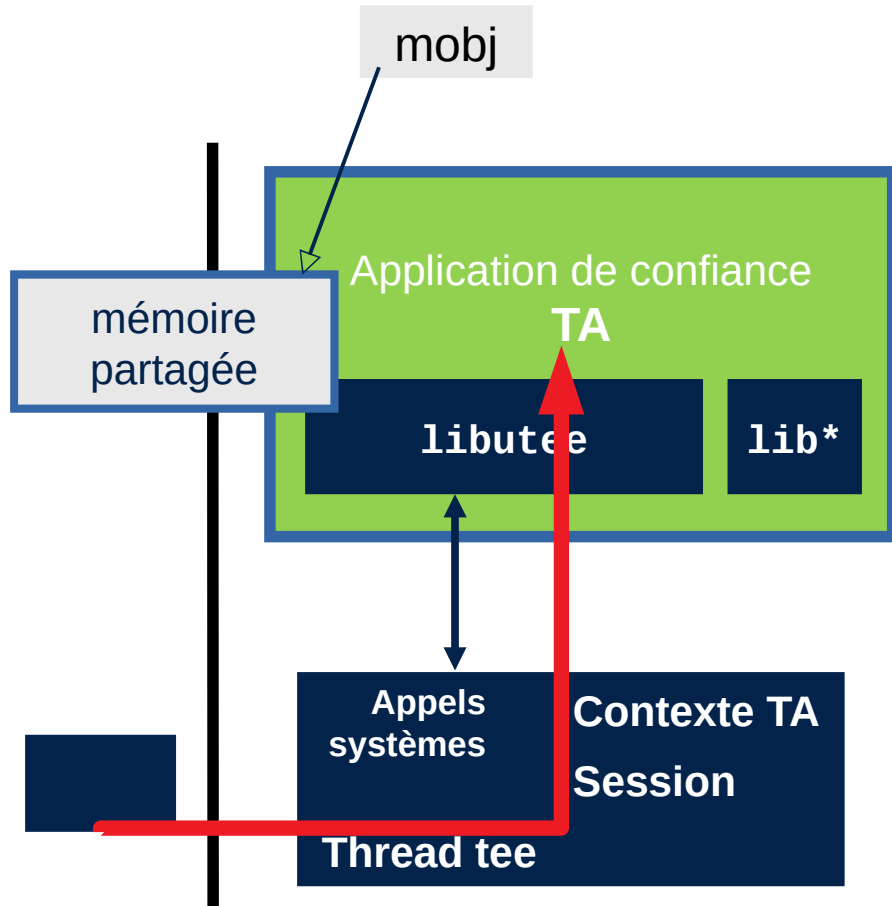 mobj
Application de confiance
TA
mémoire
partagée
libutee
lib*
Appels
systèmes
Contexte TA
Session
Thread tee